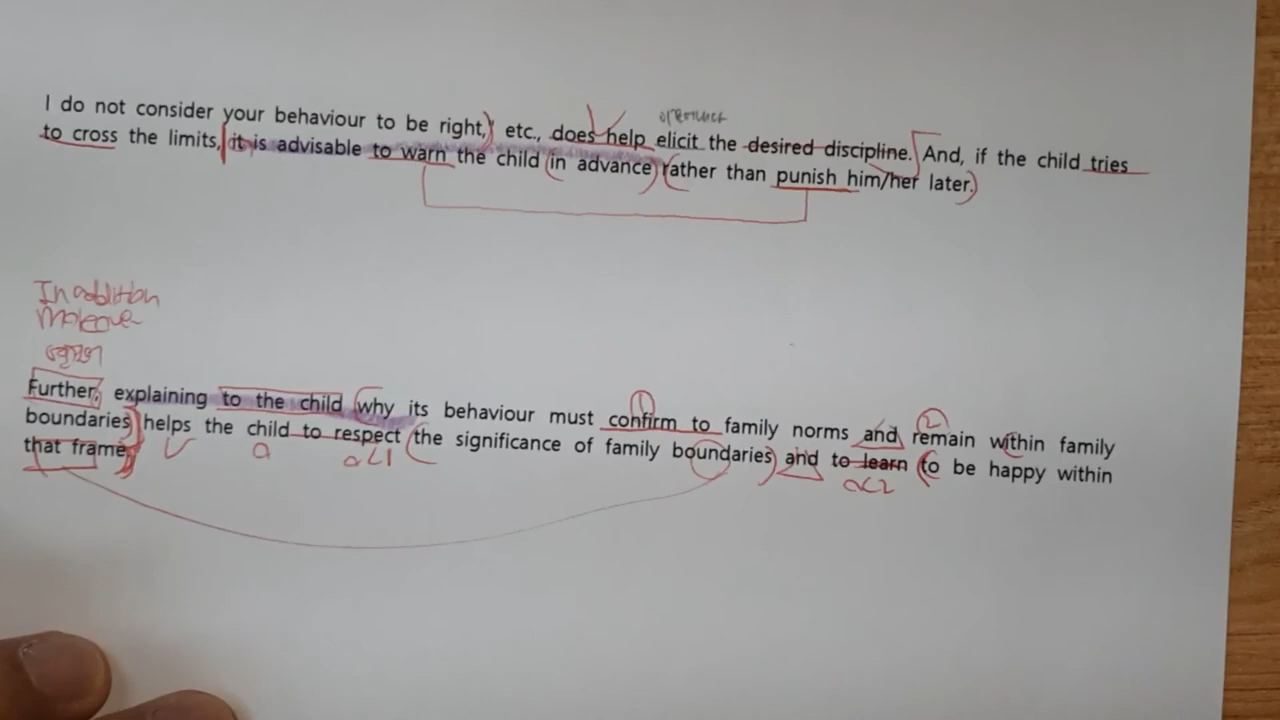 I do not consider your behaviour to be right,) etc., does help elicit the desired discipline. And, if the child tries
to cross the limits, it is advisable to warn the child (in advance) (rather than punish him/her later.)
In addition
Moreover
Further, explaining to the child why its behaviour must confirm to family norms and remain within family
1
2
boundaries) helps the child to respect (the significance of family boundaries) and to learn (to be happy within
that frame.
V
O
OC1
OC2